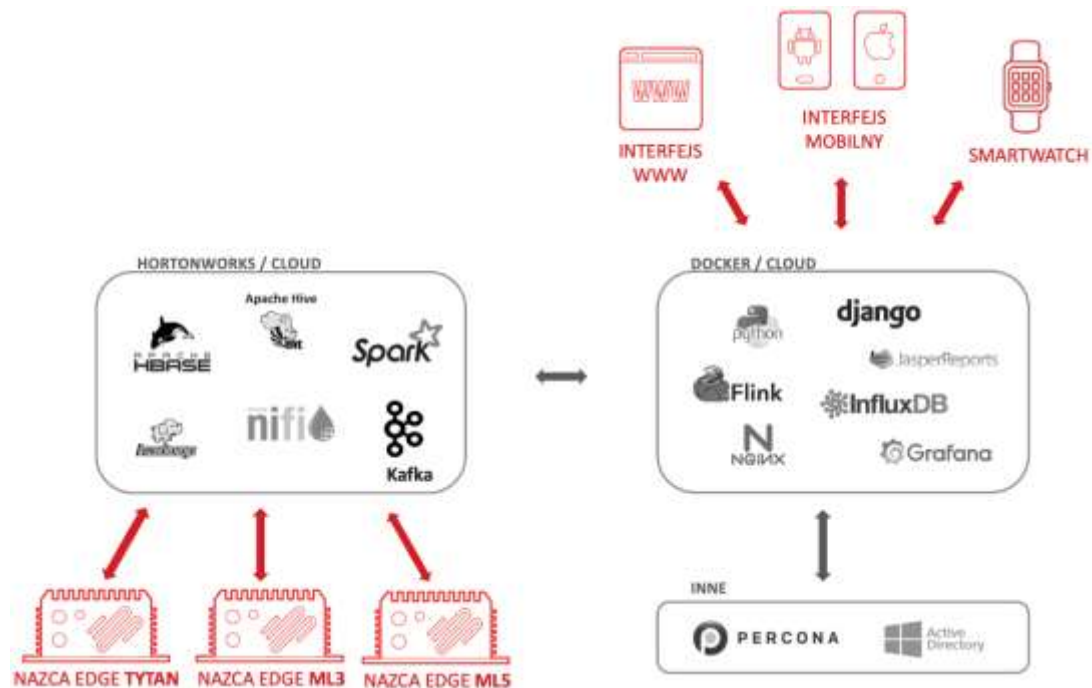 WWW
INTERFEJS
WWW
INTERFEJS
MOBILNY
SMARTWATCH
HORTONWORKS / CLOUD
Apache Hive
APACHE
HBASE
Spark
nifi
Kafka
DOCKER / CLOUD
python
django
JasperReports
Flink
InfluxDB
NGINX
Grafana
INNE
PERCONA
Active
Directory
NAZCA EDGE TYTAN
NAZCA EDGE ML3
NAZCA EDGE ML5